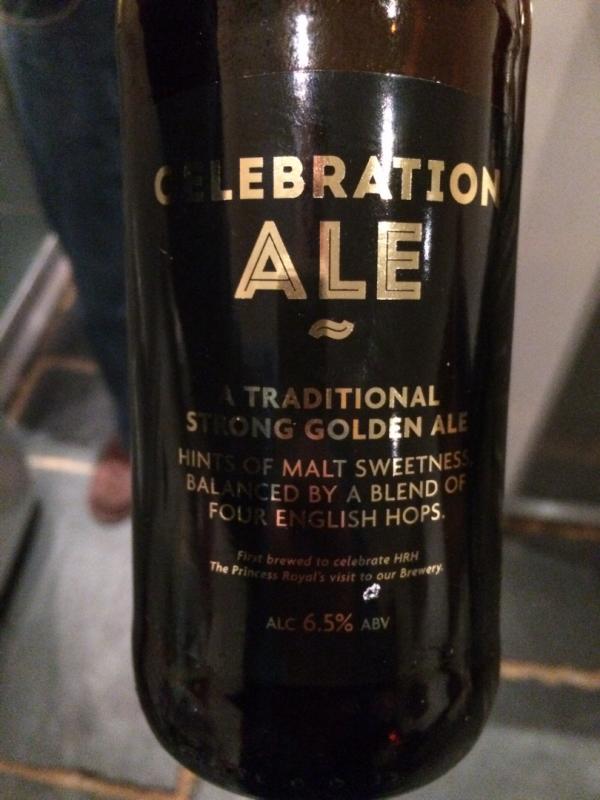 CELEBRATION
ALE
A TRADITIONAL
STRONG GOLDEN ALE
HINTS OF MALT SWEETNESS,
BALANCED BY A BLEND OF
FOUR ENGLISH HOPS.
First brewed to celebrate HRH
The Princess Royal's visit to our Brewery.
ALC 6.5% ABV